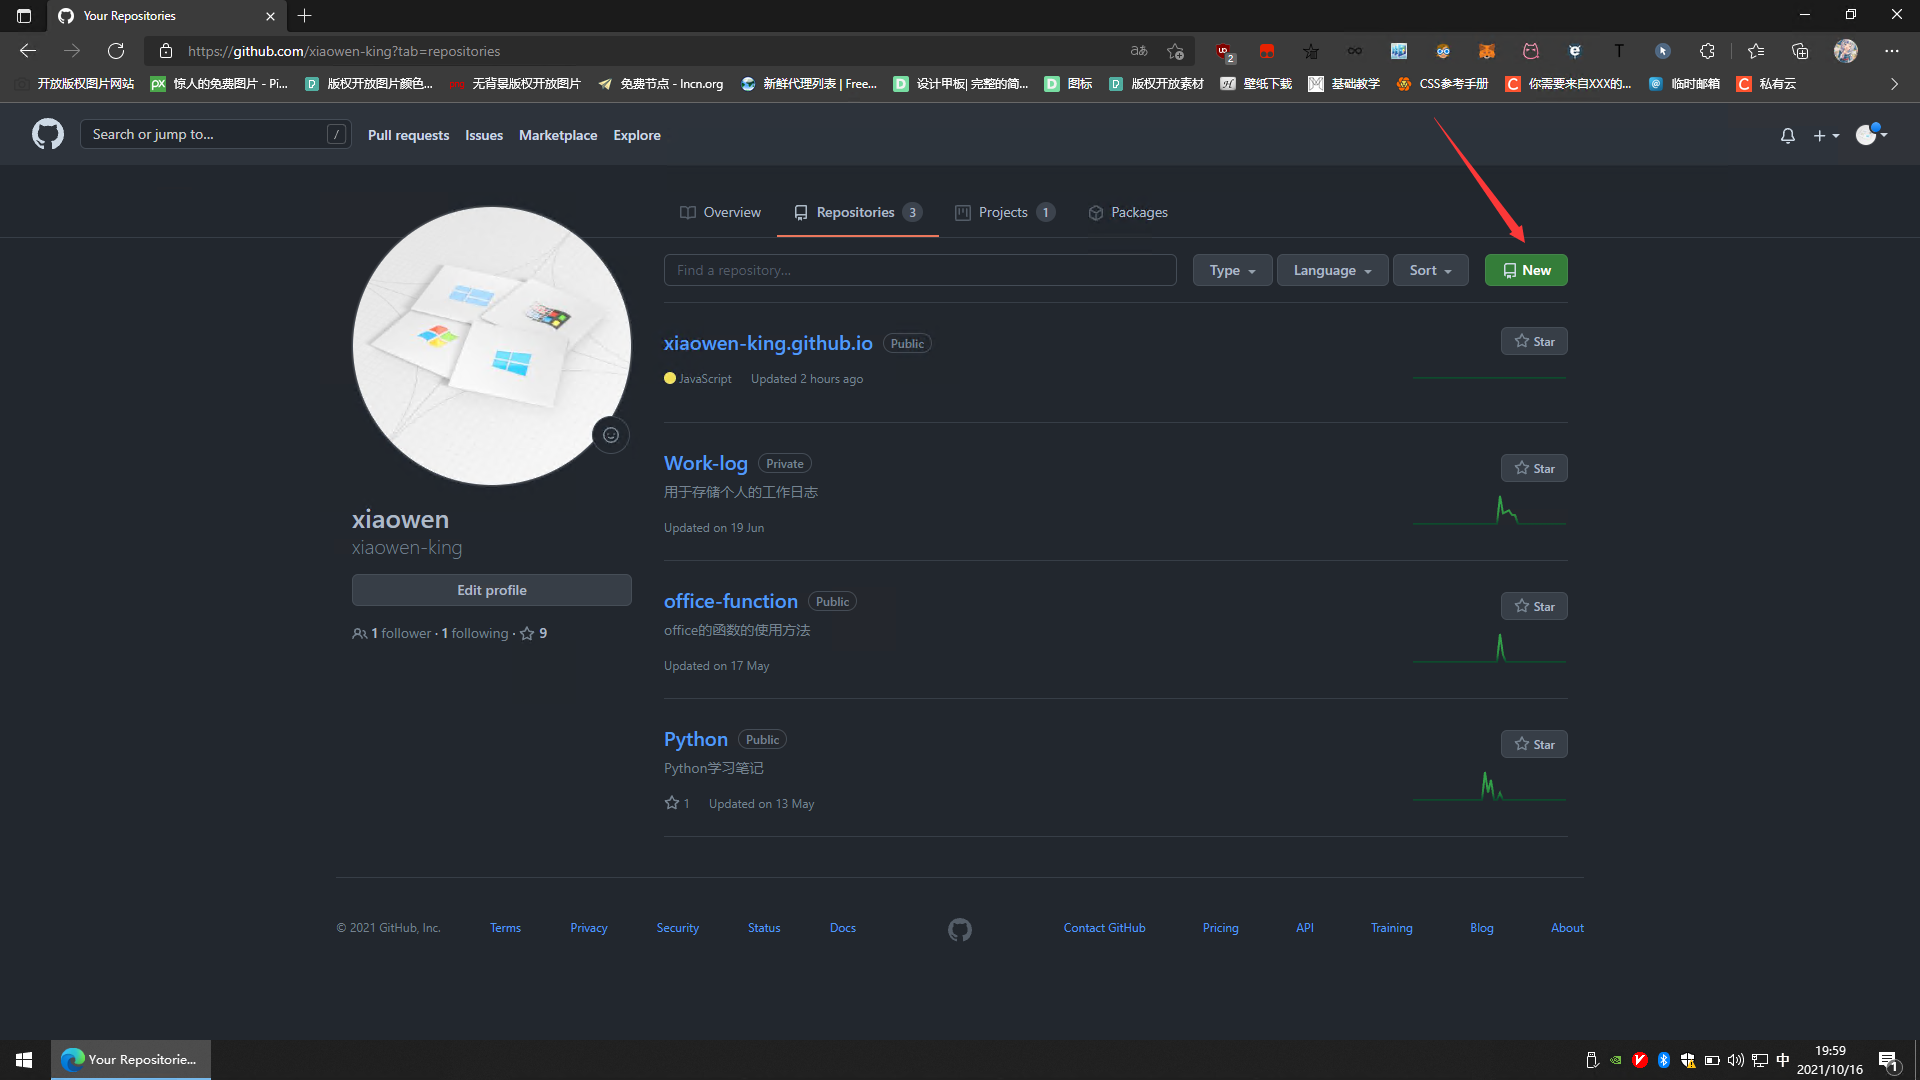 Your Repositories
https://github.com/xiaowen-king?tab=repositories
aあ
2
T
开放版权图片网站
px 惊人的免费图片 - Pi...
版权开放图片颜色...
无背景版权开放图片
免费节点 - lncn.org
新鲜代理列表 | Free...
设计甲板| 完整的简...
图标
版权开放素材
壁纸下载
基础教学
CSS参考手册
你需要来自XXX的...
临时邮箱
私有云
Search or jump to... /
Pull requests
Issues
Marketplace
Explore
Overview
Repositories 3
Projects 1
Packages
Find a repository...
Type
Language
Sort
New
xiaowen-king.github.io Public
Star
JavaScript Updated 2 hours ago
Work-log Private
Star
用于存储个人的工作日志
Updated on 19 Jun
xiaowen
xiaowen-king
Edit profile
1 follower · 1 following · 9
office-function Public
Star
office的函数的使用方法
Updated on 17 May
Python Public
Star
Python学习笔记
1 Updated on 13 May
© 2021 GitHub, Inc.
Terms
Privacy
Security
Status
Docs
Contact GitHub
Pricing
API
Training
Blog
About
Your Repositorie...
中
19:59
2021/10/16
1